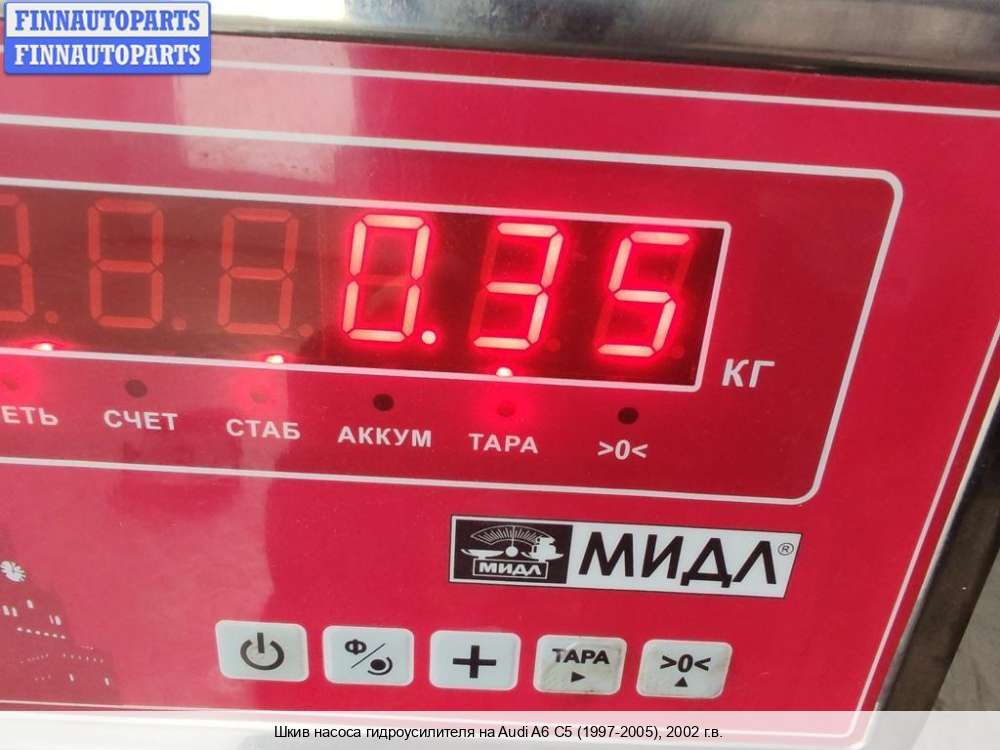 FINNAUTOPARTS
FINNAUTOPARTS
0.35
КГ
СЧЕТ
СТАБ
АККУМ
ТАРА
>0<
МИДЛ
МИДЛ®
Ф
ТАРА
>0<
Шкив насоса гидроусилителя на Audi A6 C5 (1997-2005), 2002 г.в.